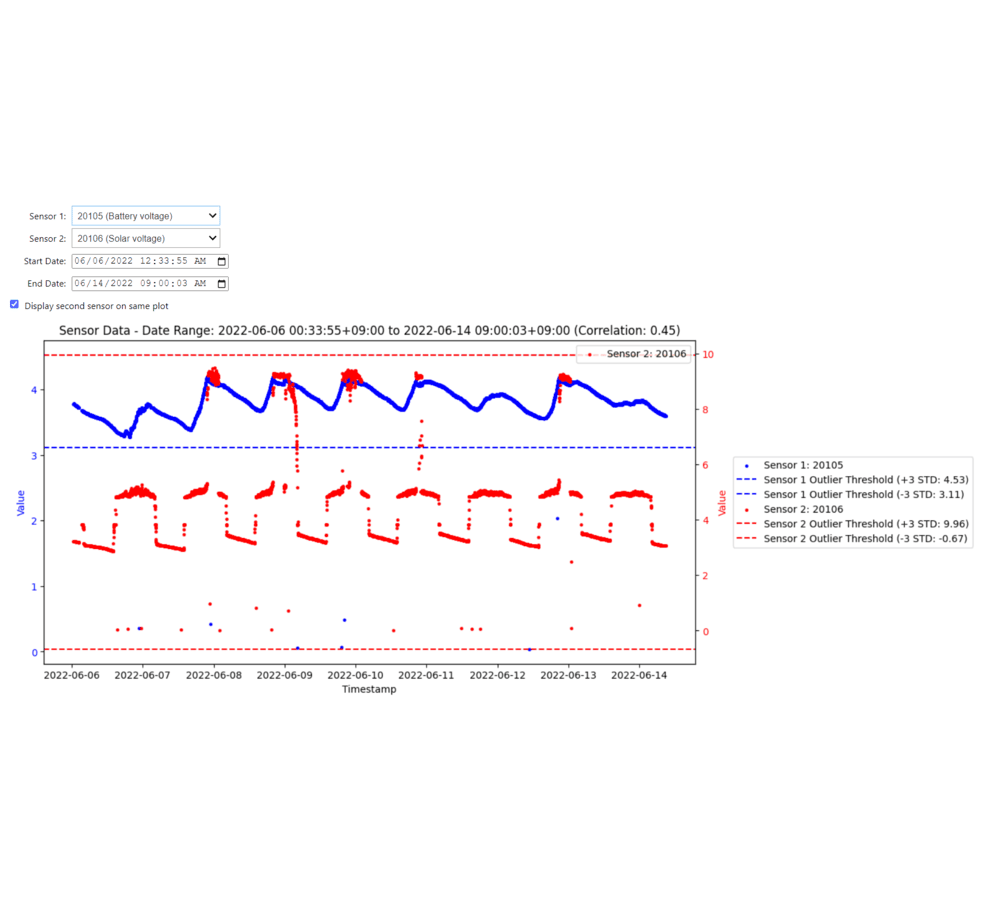 Sensor 1: 20105 (Battery voltage)
Sensor 2: 20106 (Solar voltage)
Start Date: 06/06/2022 12:33:55 AM
End Date: 06/14/2022 09:00:03 AM
Display second sensor on same plot
Sensor Data - Date Range: 2022-06-06 00:33:55+09:00 to 2022-06-14 09:00:03+09:00 (Correlation: 0.45)
Sensor 2: 20106
4
3
2
1
0
Value
10
8
6
4
2
0
Value
2022-06-06 2022-06-07 2022-06-08 2022-06-09 2022-06-10 2022-06-11 2022-06-12 2022-06-13 2022-06-14
Timestamp
Sensor 1: 20105
Sensor 1 Outlier Threshold (+3 STD: 4.53)
Sensor 1 Outlier Threshold (-3 STD: 3.11)
Sensor 2: 20106
Sensor 2 Outlier Threshold (+3 STD: 9.96)
Sensor 2 Outlier Threshold (-3 STD: -0.67)